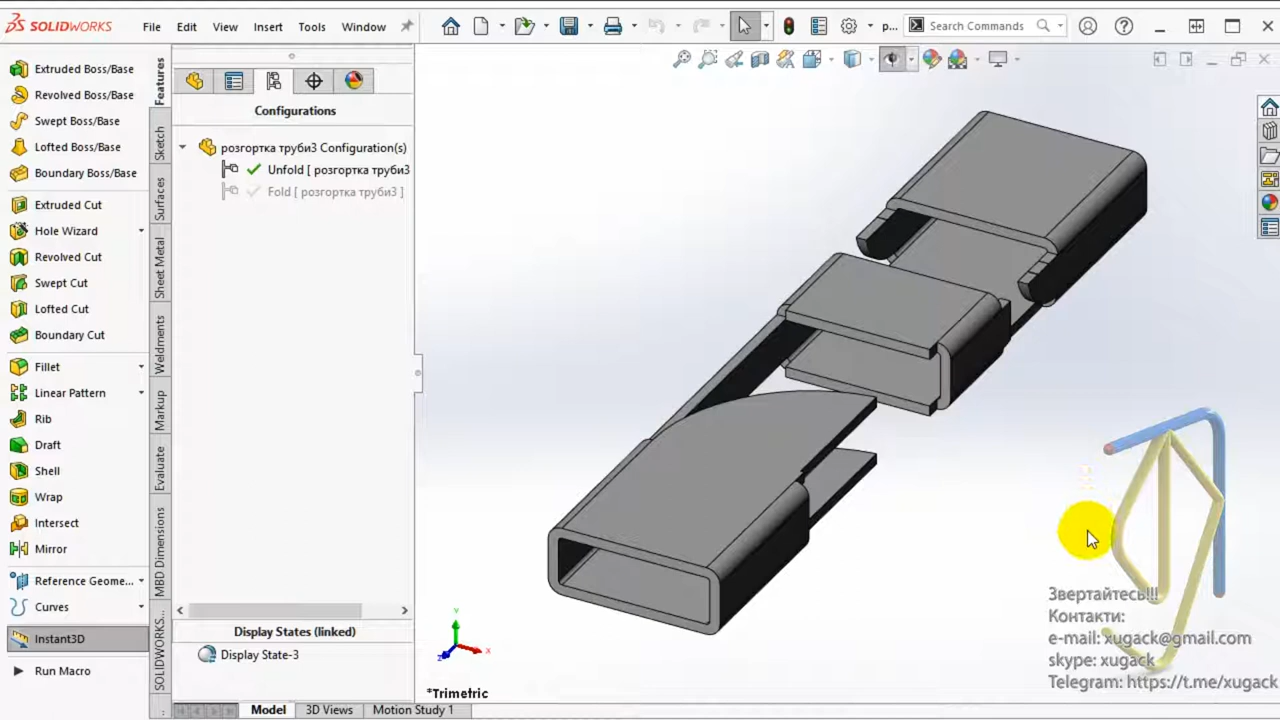 SOLIDWORKS
File Edit View Insert Tools Window
p...
Search Commands
Extruded Boss/Base
Revolved Boss/Base
Swept Boss/Base
Lofted Boss/Base
Boundary Boss/Base
Extruded Cut
Hole Wizard
Revolved Cut
Swept Cut
Lofted Cut
Boundary Cut
Fillet
Linear Pattern
Rib
Draft
Shell
Wrap
Intersect
Mirror
Reference Geome...
Curves
Instant3D
Run Macro
Features
Sketch
Surfaces
Sheet Metal
Weldments
Markup
Evaluate
MBD Dimensions
SOLIDWORKS...
Configurations
розгортка труби3 Configuration(s)
Unfold [ розгортка труби3
Fold [ розгортка труби3 ]
Display States (linked)
Display State-3
Y
X
Z
*Trimetric
Звертайтесь!!!
Контакти:
e-mail: xugack@gmail.com
skype: xugack
Telegram: https://t.me/xugack
Model 3D Views Motion Study 1